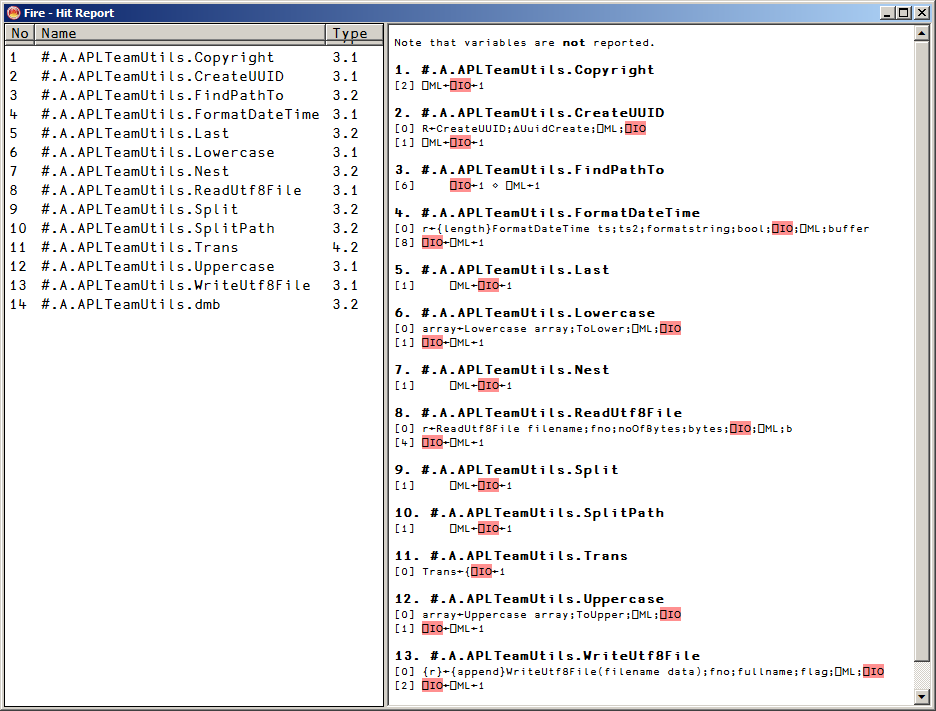 Fire - Hit Report
No Name Type
1 #.A.APLTeamUtils.Copyright 3.1
2 #.A.APLTeamUtils.CreateUUID 3.1
3 #.A.APLTeamUtils.FindPathTo 3.2
4 #.A.APLTeamUtils.FormatDateTime 3.1
5 #.A.APLTeamUtils.Last 3.2
6 #.A.APLTeamUtils.Lowercase 3.1
7 #.A.APLTeamUtils.Nest 3.2
8 #.A.APLTeamUtils.ReadUtf8File 3.1
9 #.A.APLTeamUtils.Split 3.2
10 #.A.APLTeamUtils.SplitPath 3.2
11 #.A.APLTeamUtils.Trans 4.2
12 #.A.APLTeamUtils.Uppercase 3.1
13 #.A.APLTeamUtils.WriteUtf8File 3.1
14 #.A.APLTeamUtils.dmb 3.2
Note that variables are not reported.
1. #.A.APLTeamUtils.Copyright
[2] ⎕ML←⎕IO←1
2. #.A.APLTeamUtils.CreateUUID
[0] R←CreateUUID;∆UuidCreate;⎕ML;⎕IO
[1] ⎕ML←⎕IO←1
3. #.A.APLTeamUtils.FindPathTo
[6] ⎕IO←1 ⋄ ⎕ML←1
4. #.A.APLTeamUtils.FormatDateTime
[0] r←{length}FormatDateTime ts;ts2;formatstring;bool;⎕IO;⎕ML;buffer
[8] ⎕IO←⎕ML←1
5. #.A.APLTeamUtils.Last
[1] ⎕ML←⎕IO←1
6. #.A.APLTeamUtils.Lowercase
[0] array←Lowercase array;ToLower;⎕ML;⎕IO
[1] ⎕IO←⎕ML←1
7. #.A.APLTeamUtils.Nest
[1] ⎕ML←⎕IO←1
8. #.A.APLTeamUtils.ReadUtf8File
[0] r←ReadUtf8File filename;fno;noOfBytes;bytes;⎕IO;⎕ML;b
[4] ⎕IO←⎕ML←1
9. #.A.APLTeamUtils.Split
[1] ⎕ML←⎕IO←1
10. #.A.APLTeamUtils.SplitPath
[1] ⎕ML←⎕IO←1
11. #.A.APLTeamUtils.Trans
[0] Trans←{⎕IO←1
12. #.A.APLTeamUtils.Uppercase
[0] array←Uppercase array;ToUpper;⎕ML;⎕IO
[1] ⎕IO←⎕ML←1
13. #.A.APLTeamUtils.WriteUtf8File
[0] {r}←{append}WriteUtf8File(filename data);fno;fullname;flag;⎕ML;⎕IO
[2] ⎕IO←⎕ML←1